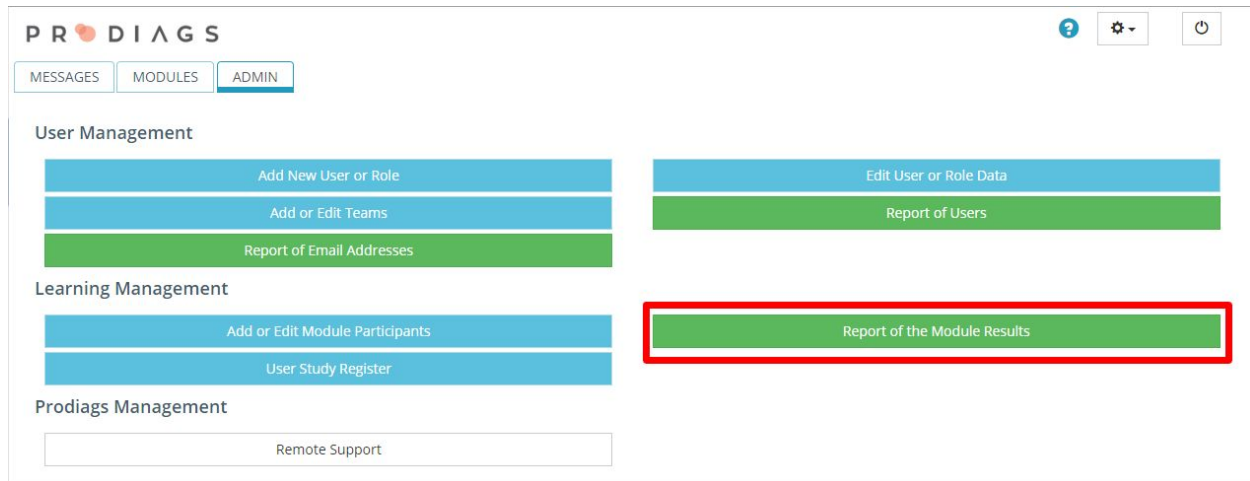 PRODIAGS
?
MESSAGES MODULES ADMIN
User Management
Add New User or Role Edit User or Role Data
Add or Edit Teams Report of Users
Report of Email Addresses
Learning Management
Add or Edit Module Participants Report of the Module Results
User Study Register
Prodiags Management
Remote Support